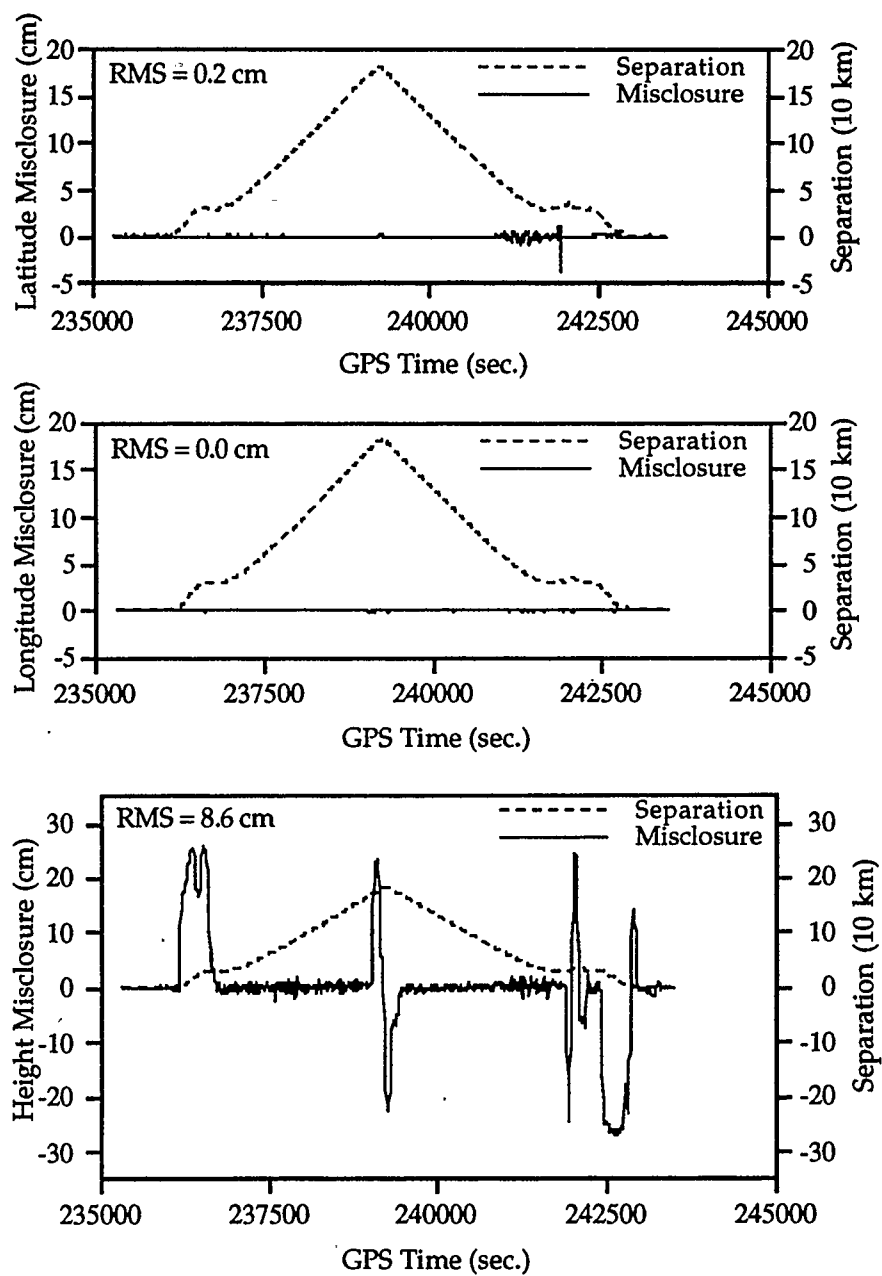 Latitude Misclosure (cm)
20
15
10
5
0
-5
RMS = 0.2 cm
Separation
Misclosure
20
15
10
5
0
-5
Separation (10 km)
235000 237500 240000 242500 245000
GPS Time (sec.)
Longitude Misclosure (cm)
20
15
10
5
0
-5
RMS = 0.0 cm
Separation
Misclosure
20
15
10
5
0
-5
Separation (10 km)
235000 237500 240000 242500 245000
GPS Time (sec.)
Height Misclosure (cm)
30
20
10
0
-10
-20
-30
RMS = 8.6 cm
Separation
Misclosure
30
20
10
0
-10
-20
-30
Separation (10 km)
235000 237500 240000 242500 245000
GPS Time (sec.)